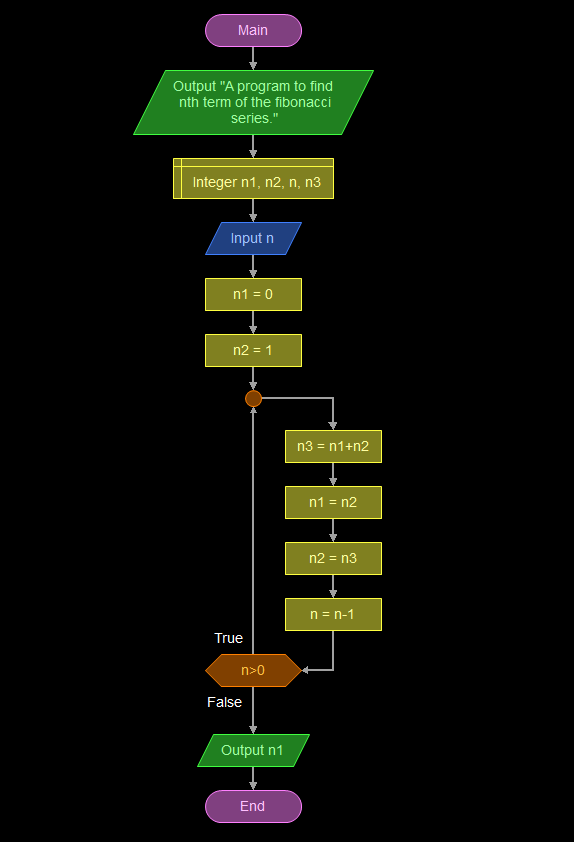 Main
Output "A program to find
nth term of the fibonacci
series."
Integer n1, n2, n, n3
Input n
n1 = 0
n2 = 1
n3 = n1+n2
n1 = n2
n2 = n3
n = n-1
True
n>0
False
Output n1
End